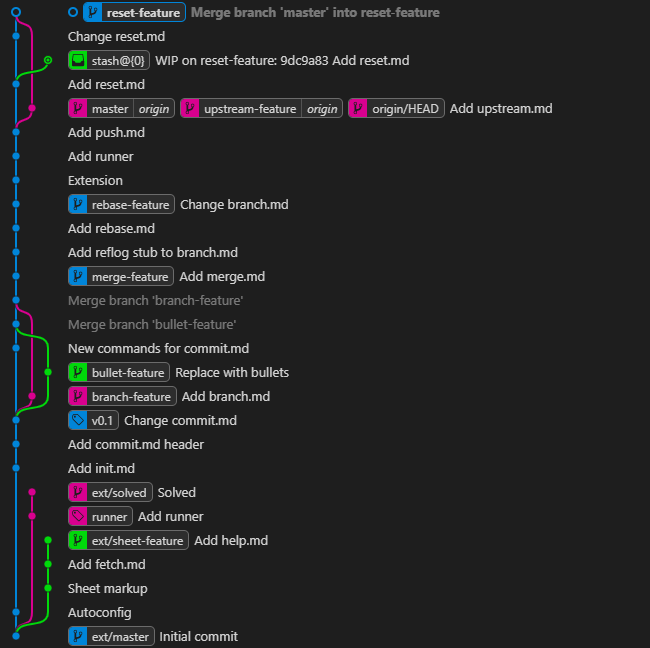 reset-feature Merge branch 'master' into reset-feature
Change reset.md
stash@{0} WIP on reset-feature: 9dc9a83 Add reset.md
Add reset.md
master origin upstream-feature origin origin/HEAD Add upstream.md
Add push.md
Add runner
Extension
rebase-feature Change branch.md
Add rebase.md
Add reflog stub to branch.md
merge-feature Add merge.md
Merge branch 'branch-feature'
Merge branch 'bullet-feature'
New commands for commit.md
bullet-feature Replace with bullets
branch-feature Add branch.md
v0.1 Change commit.md
Add commit.md header
Add init.md
ext/solved Solved
runner Add runner
ext/sheet-feature Add help.md
Add fetch.md
Sheet markup
Autoconfig
ext/master Initial commit